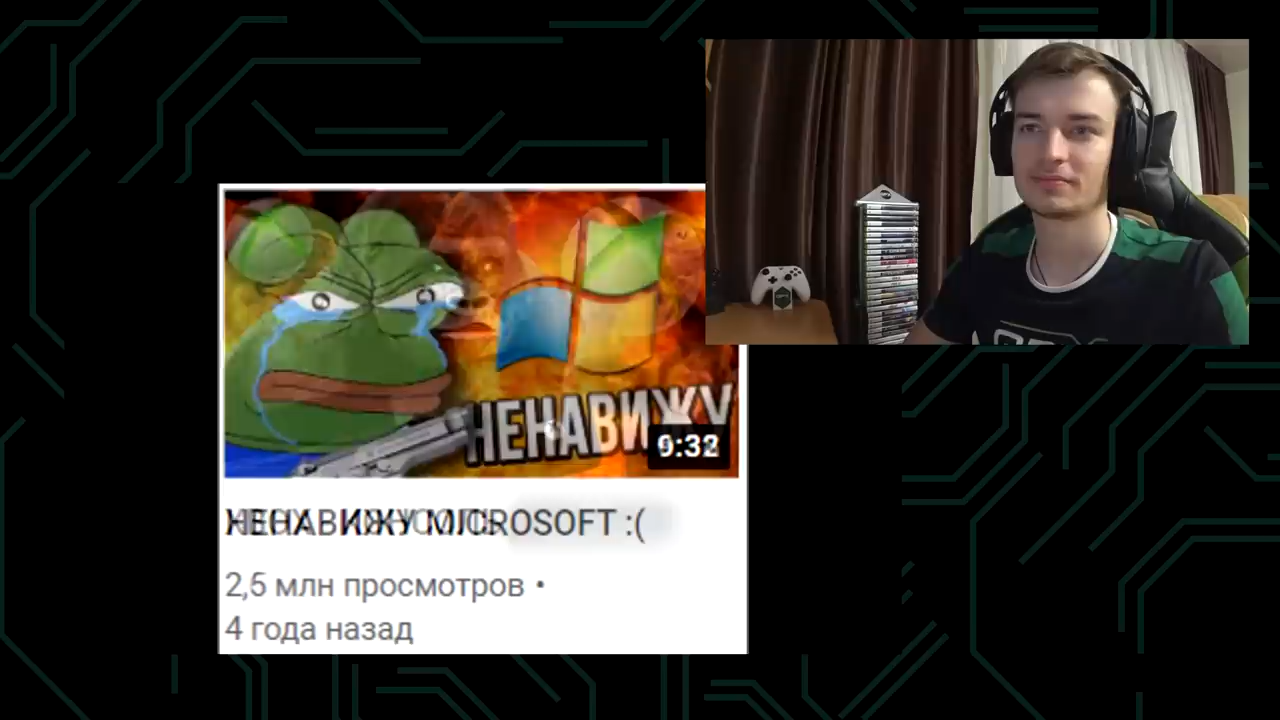 НЕНАВИЖУ
9:32
НЕНАВИЖУ MICROSOFT :(
2,5 млн просмотров •
4 года назад